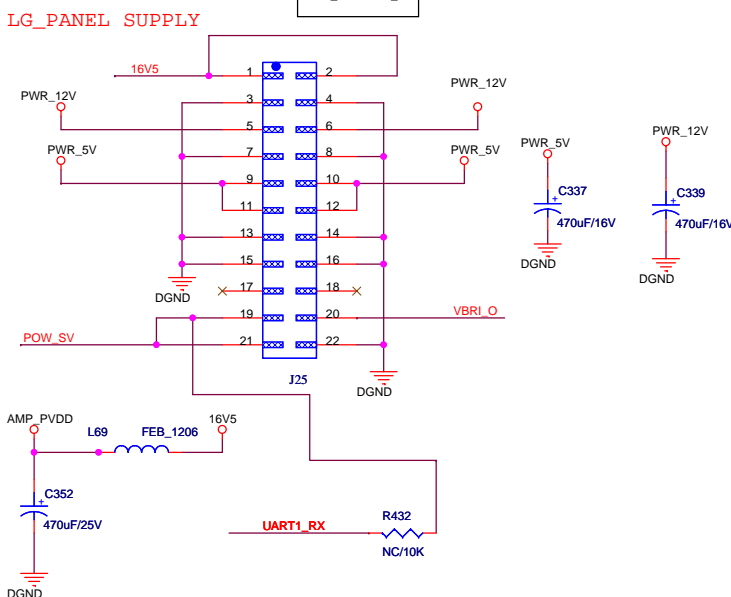 LG_PANEL SUPPLY
16V5
1 2
PWR_12V
3 4
PWR_12V
5 6
PWR_5V
7 8
PWR_5V
9 10
11 12
13 14
15 16
DGND
17 18
19 20
VBRI_O
POW_SV
21 22
J25
DGND
PWR_5V
C337
+
470uF/16V
DGND
PWR_12V
C339
+
470uF/16V
DGND
AMP_PVDD
L69
FEB_1206
16V5
C352
+
470uF/25V
DGND
UART1_RX
R432
NC/10K